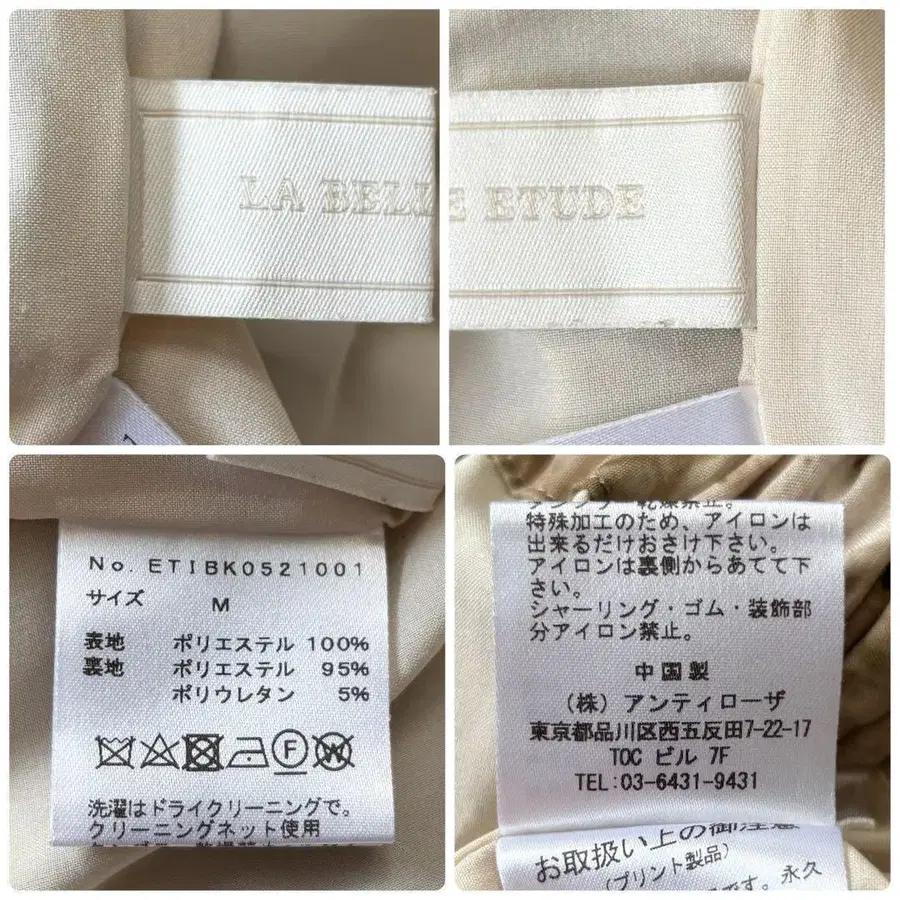 LA BELLE ETUDE
No. ETIBK0521001
サイズ M
表地 ポリエステル 100%
裏地 ポリエステル 95%
ポリウレタン 5%
洗濯はドライクリーニングで。
クリーニングネット使用
特殊加工のため、アイロンは
出来るだけおさけ下さい。
アイロンは裏側からあてて下
さい。
シャーリング・ゴム・装飾部
分アイロン禁止。
中国製
(株) アンティローザ
東京都品川区西五反田7-22-17
TOC ビル 7F
TEL:03-6431-9431
お取扱い上の御注意
(プリント製品)
です。永久